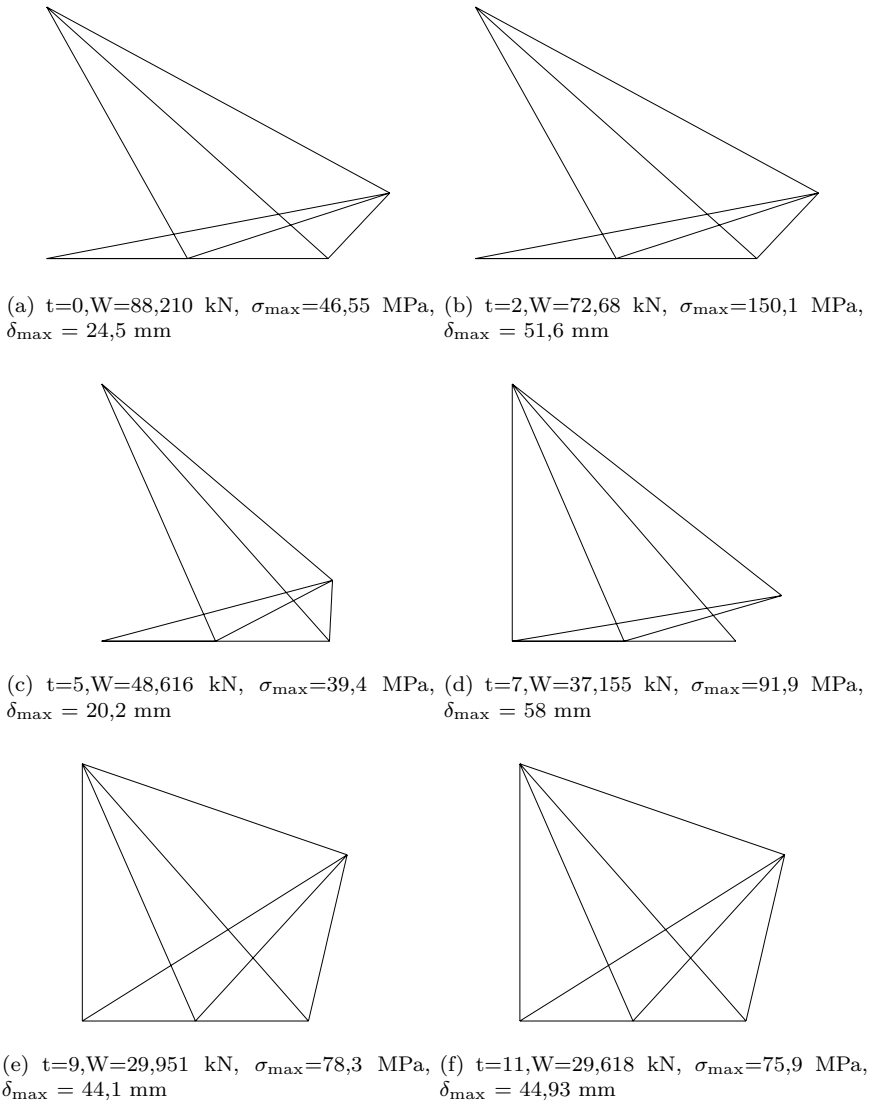 (a) t=0,W=88,210 kN, σmax=46,55 MPa,
δmax = 24,5 mm
(b) t=2,W=72,68 kN, σmax=150,1 MPa,
δmax = 51,6 mm
(c) t=5,W=48,616 kN, σmax=39,4 MPa,
δmax = 20,2 mm
(d) t=7,W=37,155 kN, σmax=91,9 MPa,
δmax = 58 mm
(e) t=9,W=29,951 kN, σmax=78,3 MPa,
δmax = 44,1 mm
(f) t=11,W=29,618 kN, σmax=75,9 MPa,
δmax = 44,93 mm